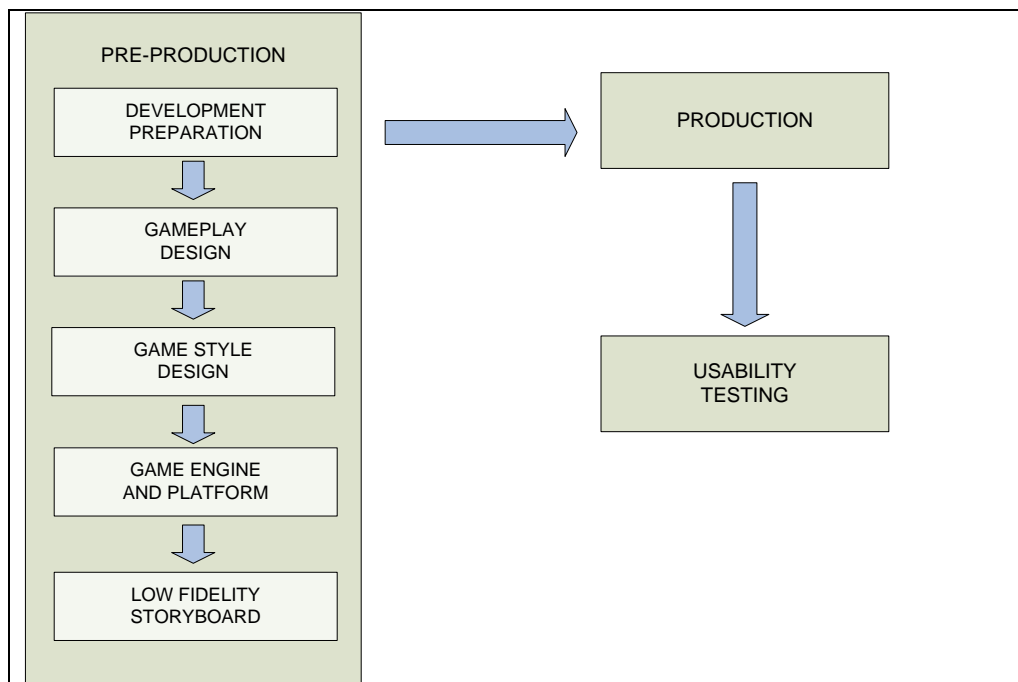 PRE-PRODUCTION
DEVELOPMENT
PREPARATION
GAMEPLAY
DESIGN
GAME STYLE
DESIGN
GAME ENGINE
AND PLATFORM
LOW FIDELITY
STORYBOARD
PRODUCTION
USABILITY
TESTING